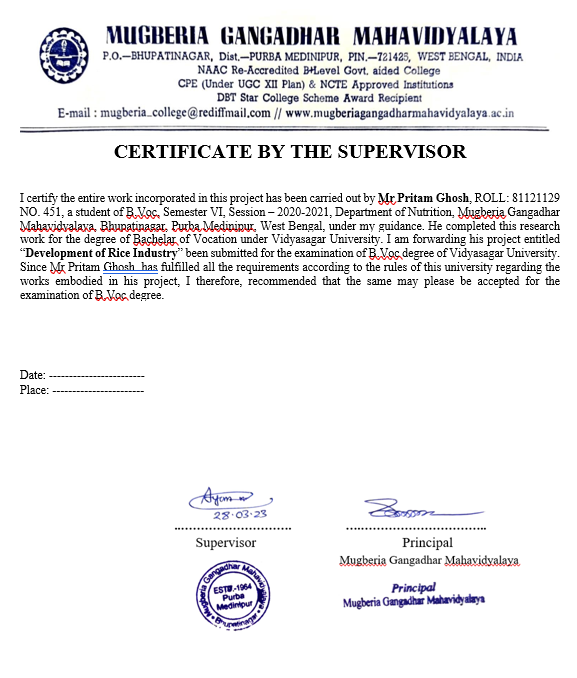 MUGBERIA GANGADHAR MAHAVIDYALAYA
P.O.—BHUPATINAGAR, Dist.—PURBA MEDINIPUR, PIN.—721425, WEST BENGAL, INDIA
NAAC Re-Accredited B+Level Govt. aided College
CPE (Under UGC XII Plan) & NCTE Approved Institutions
DBT Star College Scheme Award Recipient
E-mail : mugberia_college@rediffmail.com // www.mugberiagangadharmahavidyalaya.ac.in
CERTIFICATE BY THE SUPERVISOR
I certify the entire work incorporated in this project has been carried out by Mr Pritam Ghosh, ROLL: 81121129
NO. 451, a student of B.Voc, Semester VI, Session – 2020-2021, Department of Nutrition, Mugberia Gangadhar
Mahavidyalaya, Bhupatinagar, Purba Medinipur, West Bengal, under my guidance. He completed this research
work for the degree of Bachelar of Vocation under Vidyasagar University. I am forwarding his project entitled
“Development of Rice Industry” been submitted for the examination of B.Voc degree of Vidyasagar University.
Since Mr Pritam Ghosh has fulfilled all the requirements according to the rules of this university regarding the
works embodied in his project, I therefore, recommended that the same may please be accepted for the
examination of B.Voc degree.
Date: ------------------------
Place: -----------------------
28.03.23
Supervisor
Principal
Mugberia Gangadhar Mahavidyalaya
Mugberia Gangadhar Mahavidyalaya
ESTD.-1964
Purba
Medinipur
Bhupatinagar
Principal
Mugberia Gangadhar Mahavidyalaya